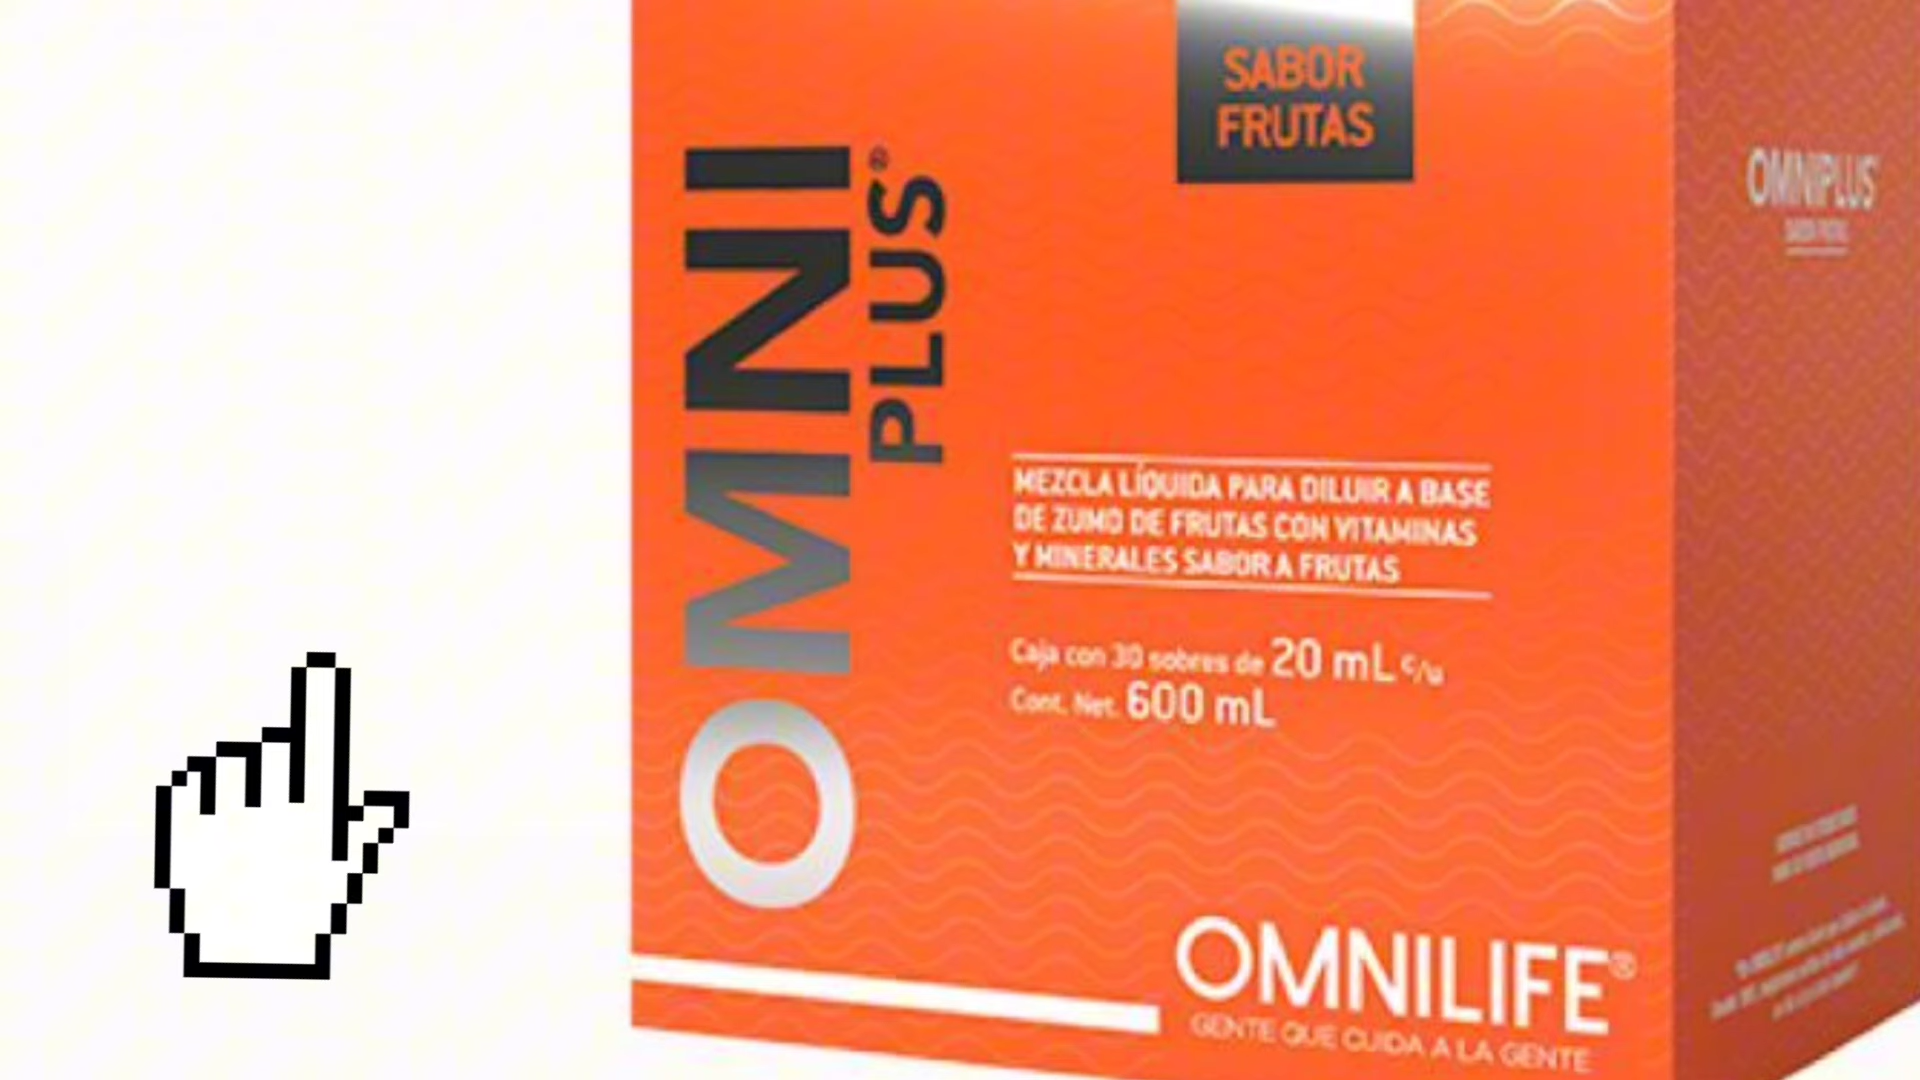 SABOR
FRUTAS
OMNI
PLUS®
MEZCLA LÍQUIDA PARA DILUIR A BASE
DE ZUMO DE FRUTAS CON VITAMINAS
Y MINERALES SABOR A FRUTAS
Caja con 30 sobres de 20 mL c/u
Cont. Net. 600 mL
OMNILIFE®
GENTE QUE CUIDA A LA GENTE
OMNIPLUS
SABOR FRUTAS